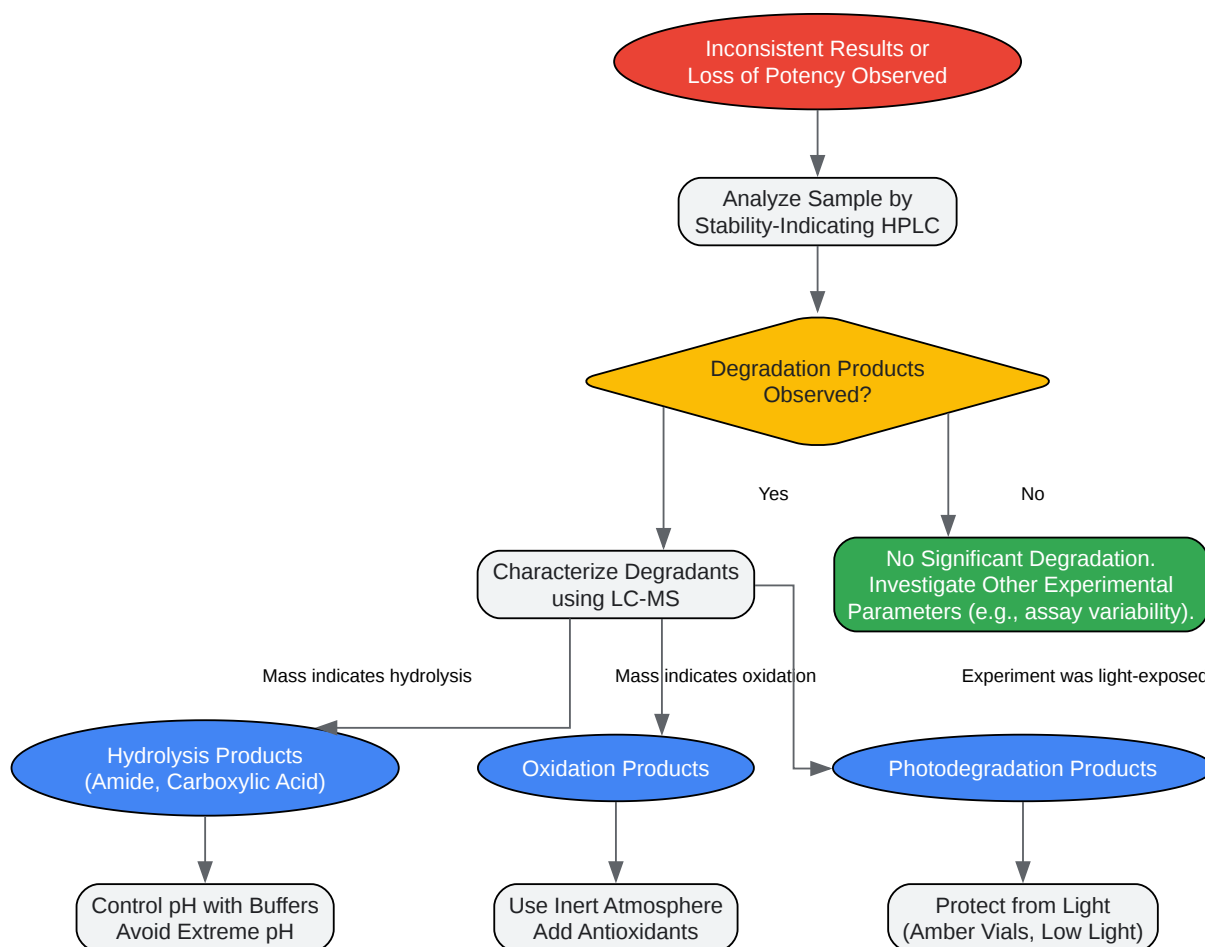 Inconsistent Results or
Loss of Potency Observed
Analyze Sample by
Stability-Indicating HPLC
Degradation Products
Observed?
Yes
No
Characterize Degradants
using LC-MS
No Significant Degradation.
Investigate Other Experimental
Parameters (e.g., assay variability).
Mass indicates hydrolysis
Mass indicates oxidation
Experiment was light-exposed
Hydrolysis Products
(Amide, Carboxylic Acid)
Oxidation Products
Photodegradation Products
Control pH with Buffers
Avoid Extreme pH
Use Inert Atmosphere
Add Antioxidants
Protect from Light
(Amber Vials, Low Light)